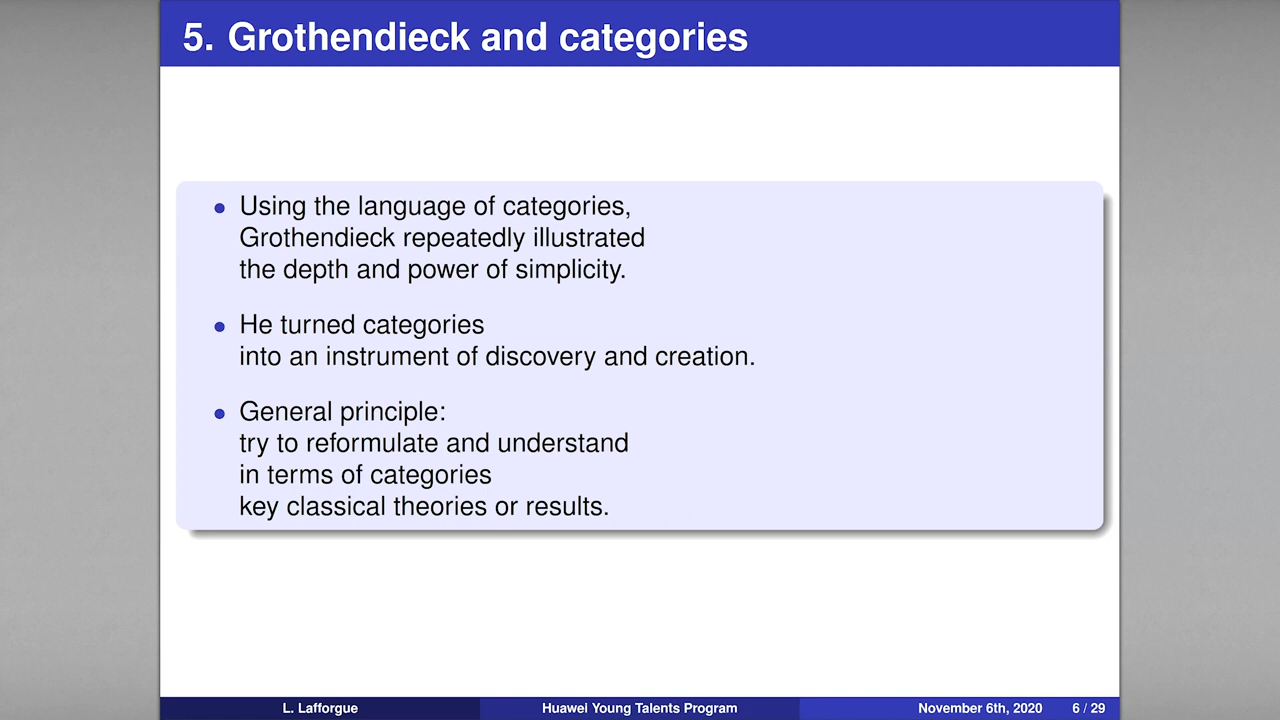 5. Grothendieck and categories
• Using the language of categories,
Grothendieck repeatedly illustrated
the depth and power of simplicity.
• He turned categories
into an instrument of discovery and creation.
• General principle:
try to reformulate and understand
in terms of categories
key classical theories or results.
L. Lafforgue Huawei Young Talents Program November 6th, 2020 6 / 29